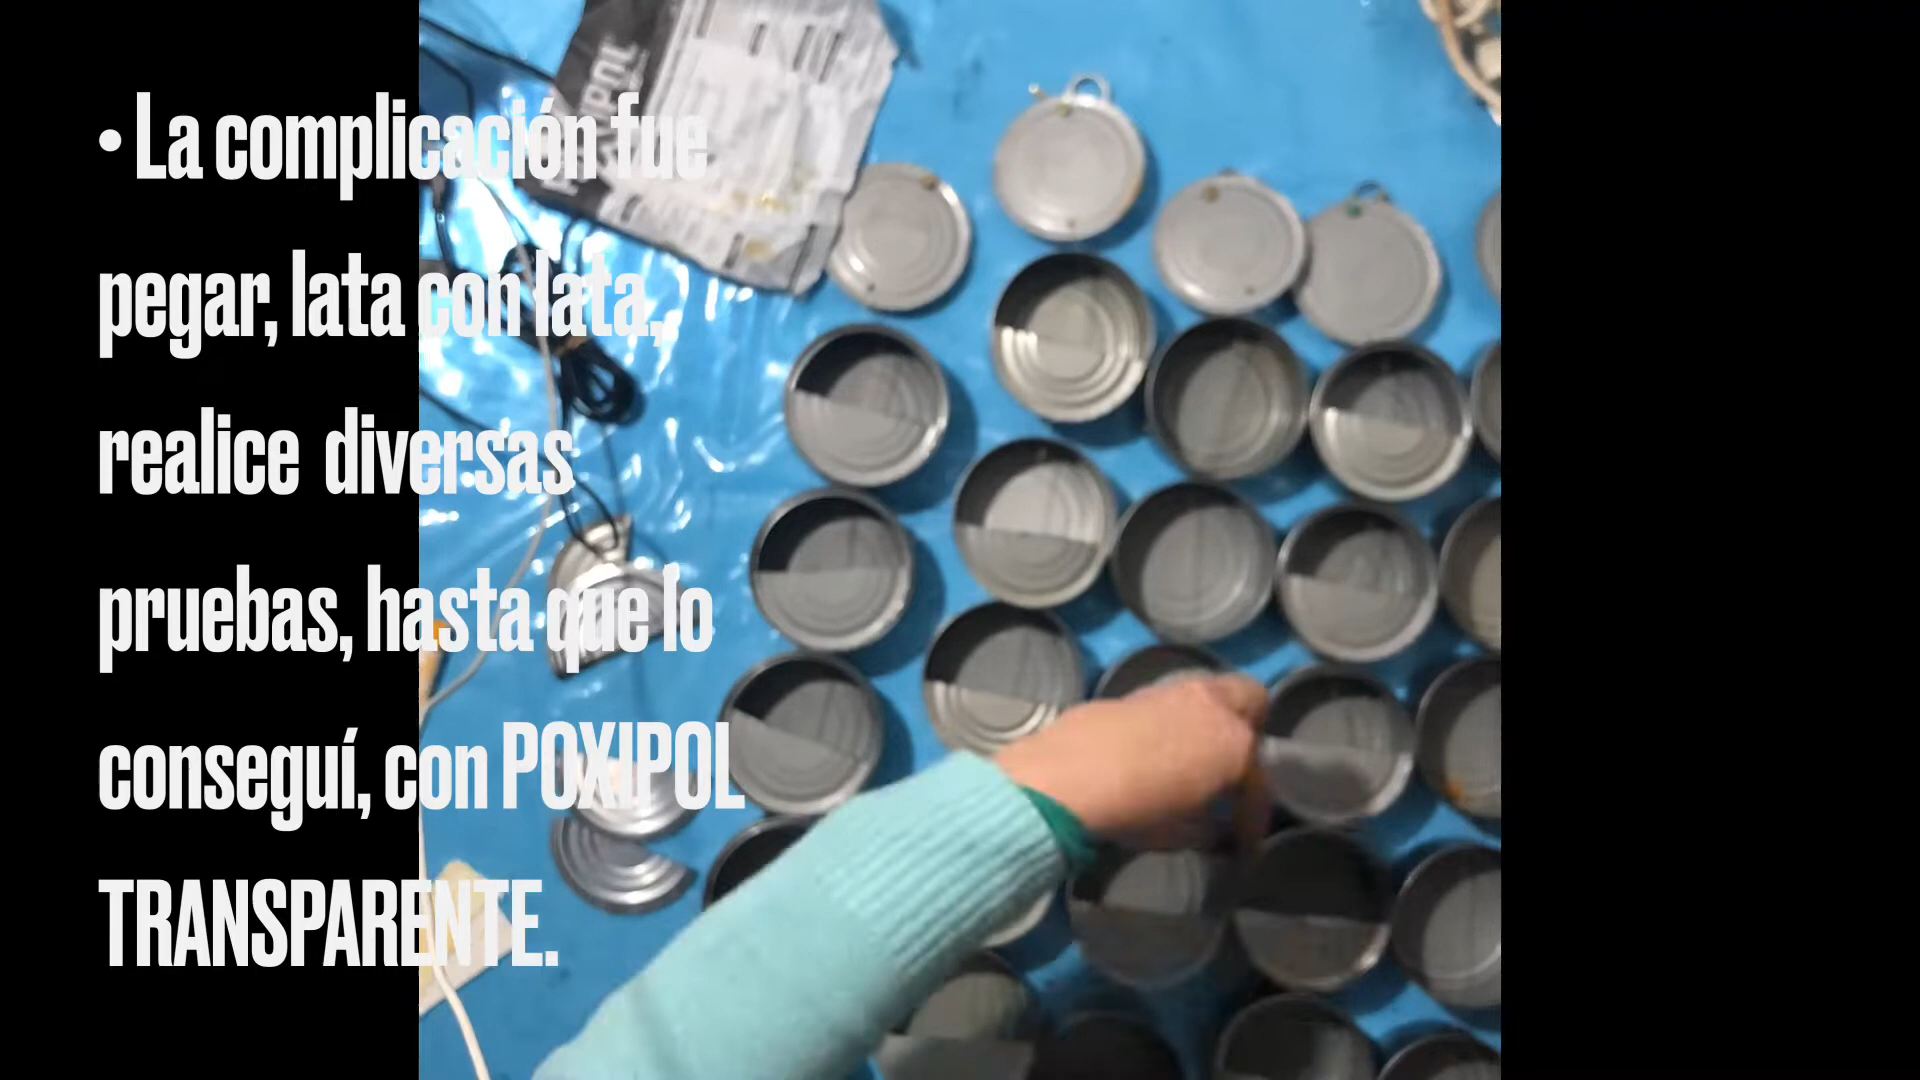 • La complicación fue
pegar, lata con lata,
realice diversas
pruebas, hasta que lo
conseguí, con POXIPOL
TRANSPARENTE.